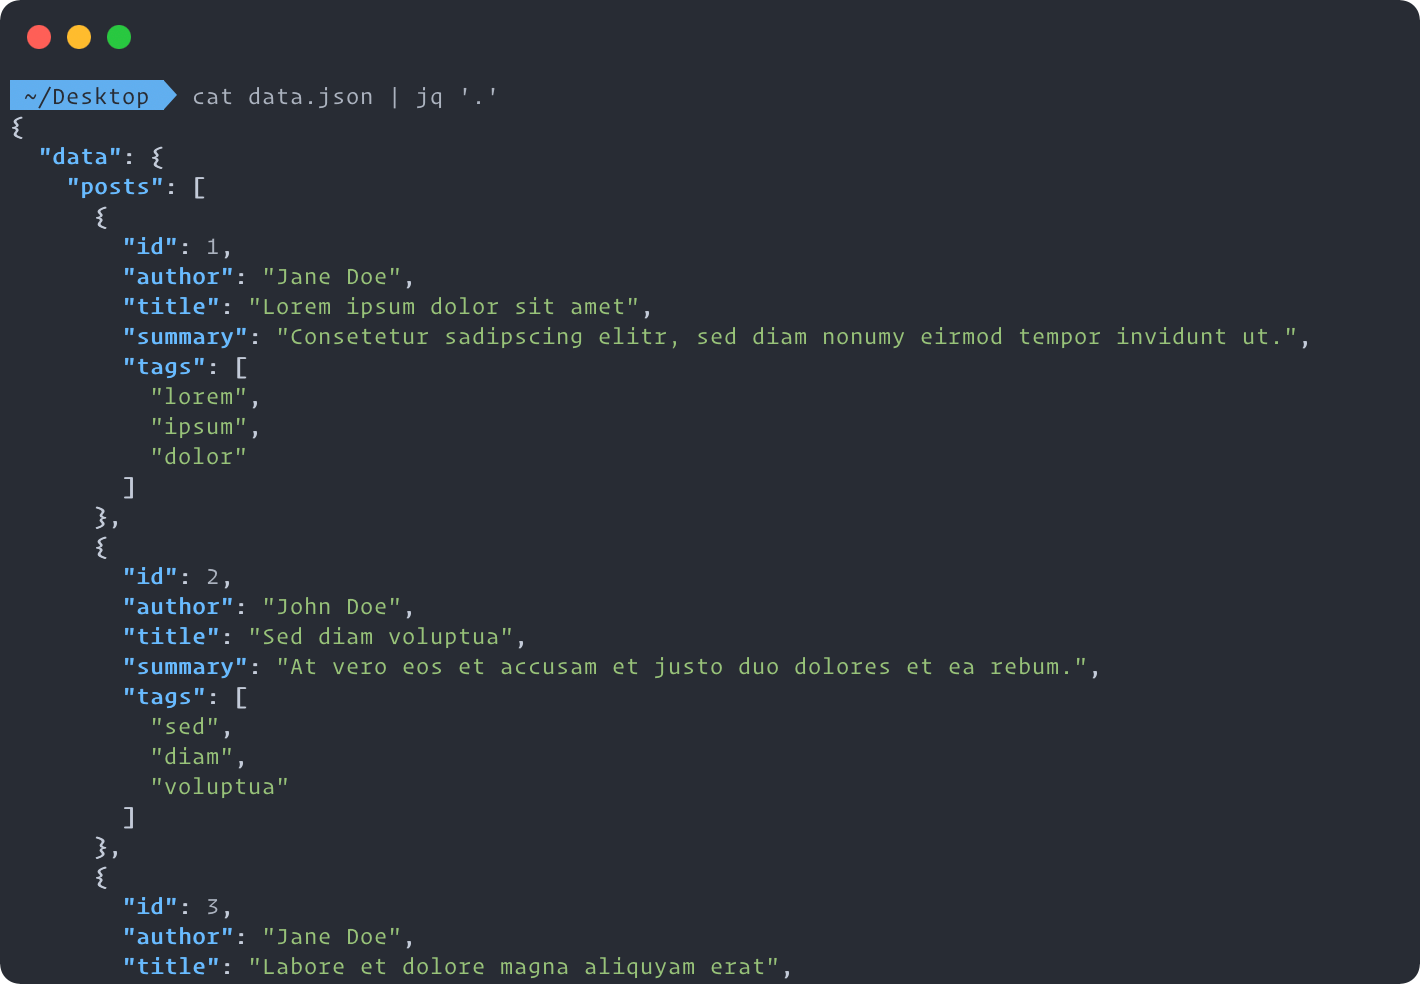 ~/Desktop cat data.json | jq '.'
{
  "data": {
    "posts": [
      {
        "id": 1,
        "author": "Jane Doe",
        "title": "Lorem ipsum dolor sit amet",
        "summary": "Consetetur sadipscing elitr, sed diam nonumy eirmod tempor invidunt ut.",
        "tags": [
          "lorem",
          "ipsum",
          "dolor"
        ]
      },
      {
        "id": 2,
        "author": "John Doe",
        "title": "Sed diam voluptua",
        "summary": "At vero eos et accusam et justo duo dolores et ea rebum.",
        "tags": [
          "sed",
          "diam",
          "voluptua"
        ]
      },
      {
        "id": 3,
        "author": "Jane Doe",
        "title": "Labore et dolore magna aliquyam erat",